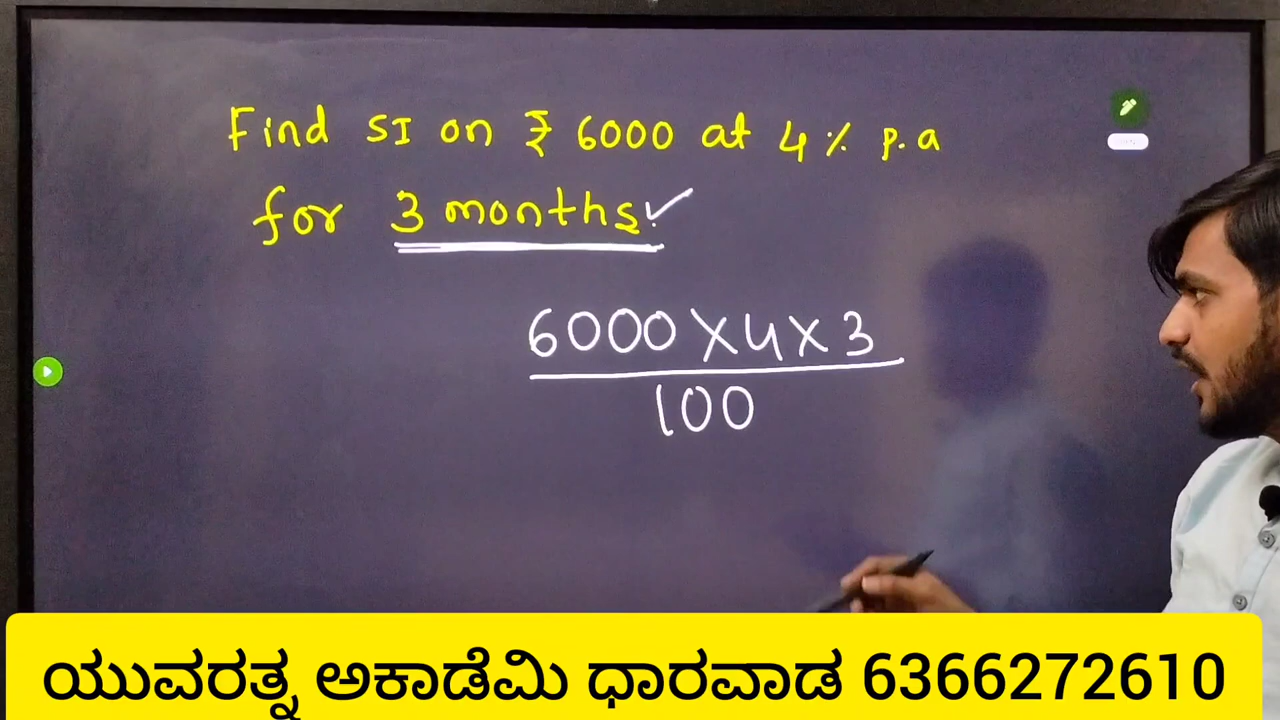 Find SI on ₹ 6000 at 4 % p.a
for 3 months.
6000 X 4 X 3
100
ಯುವರತ್ನ ಅಕಾಡೆಮಿ ಧಾರವಾಡ 6366272610